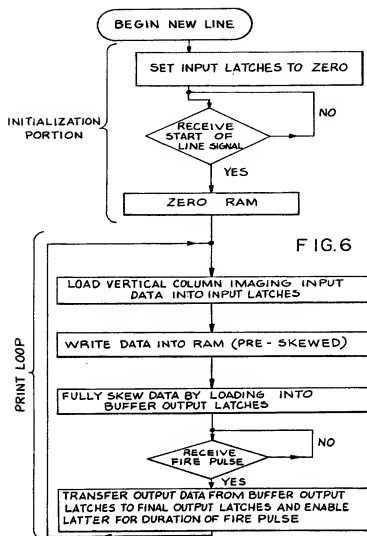 BEGIN NEW LINE
SET INPUT LATCHES TO ZERO
INITIALIZATION
PORTION
NO
RECEIVE
START OF
LINE SIGNAL
YES
ZERO RAM
FIG.6
PRINT LOOP
LOAD VERTICAL COLUMN IMAGING INPUT
DATA INTO INPUT LATCHES
WRITE DATA INTO RAM (PRE-SKEWED)
FULLY SKEW DATA BY LOADING INTO
BUFFER OUTPUT LATCHES
NO
RECEIVE
FIRE PULSE
YES
TRANSFER OUTPUT DATA FROM BUFFER OUTPUT
LATCHES TO FINAL OUTPUT LATCHES AND ENABLE
LATTER FOR DURATION OF FIRE PULSE